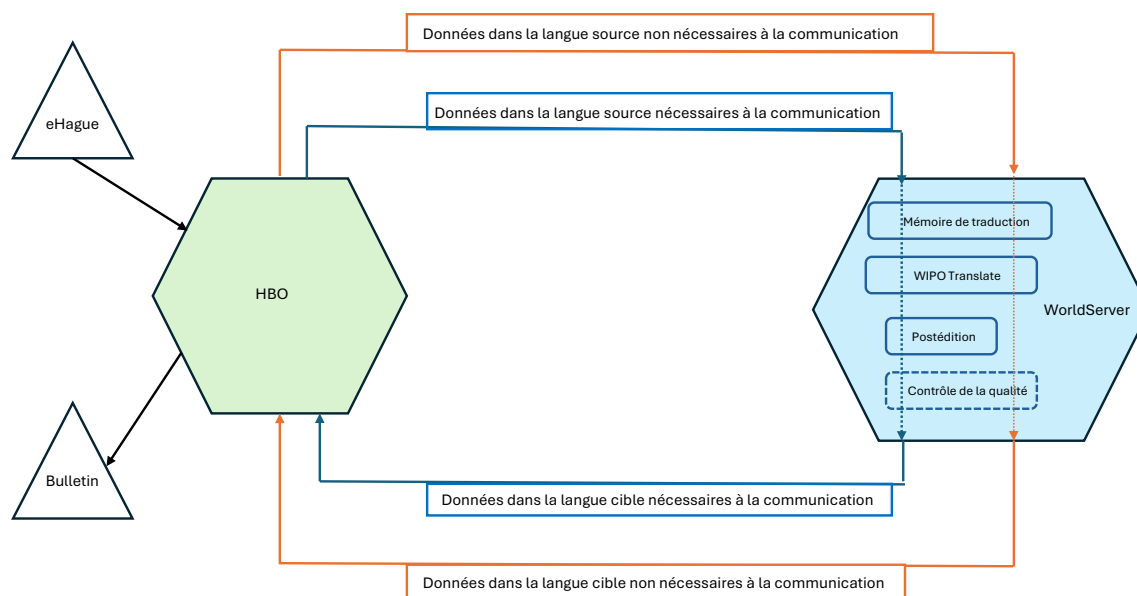 Données dans la langue source non nécessaires à la communication
eHague
Données dans la langue source nécessaires à la communication
Mémoire de traduction
WIPO Translate
HBO
WorldServer
Postédition
Contrôle de la qualité
Bulletin
Données dans la langue cible nécessaires à la communication
Données dans la langue cible non nécessaires à la communication